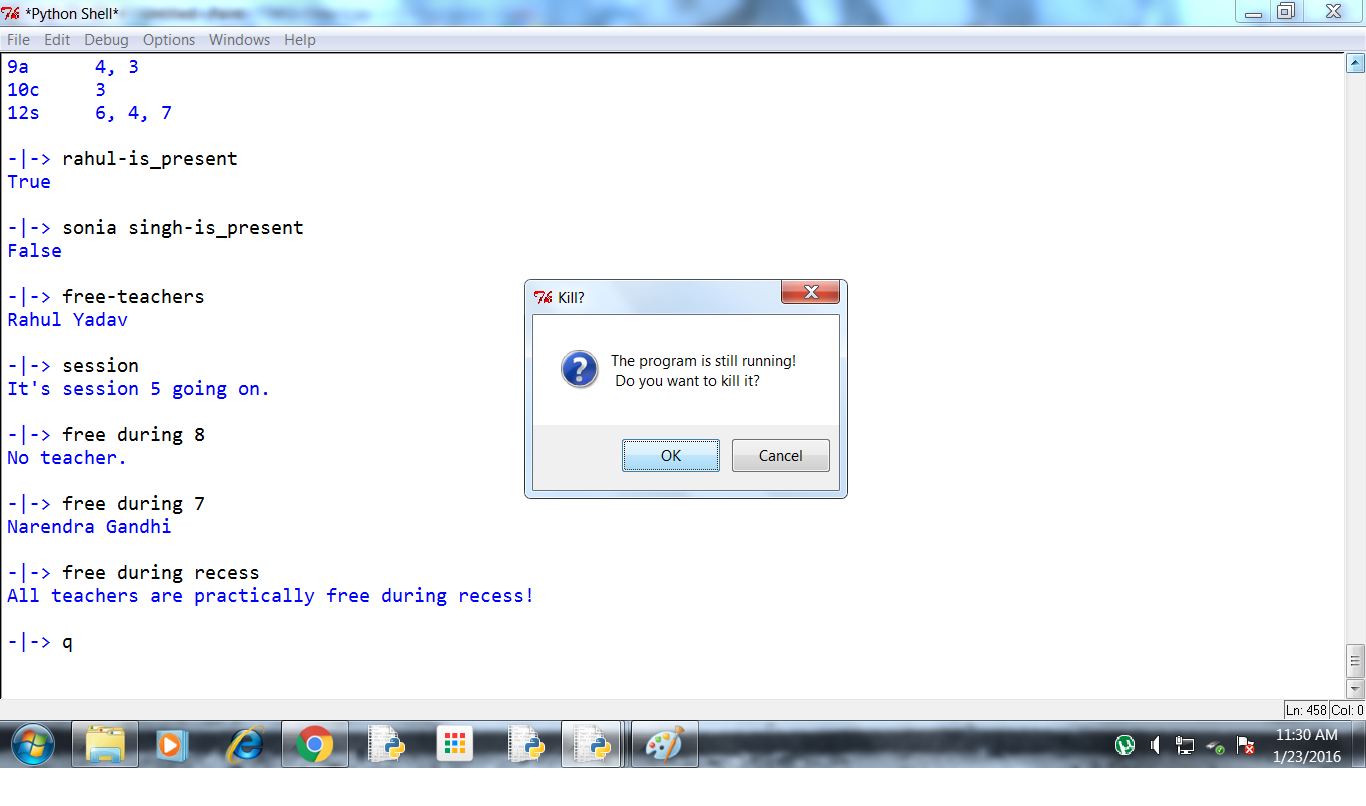 *Python Shell*
File Edit Debug Options Windows Help
9a 4, 3
10c 3
12s 6, 4, 7
-|-> rahul-is_present
True
-|-> sonia singh-is_present
False
-|-> free-teachers
Rahul Yadav
-|-> session
It's session 5 going on.
-|-> free during 8
No teacher.
-|-> free during 7
Narendra Gandhi
-|-> free during recess
All teachers are practically free during recess!
-|-> q
Kill?
The program is still running!
Do you want to kill it?
OK Cancel
Ln: 458 Col: 0
11:30 AM
1/23/2016